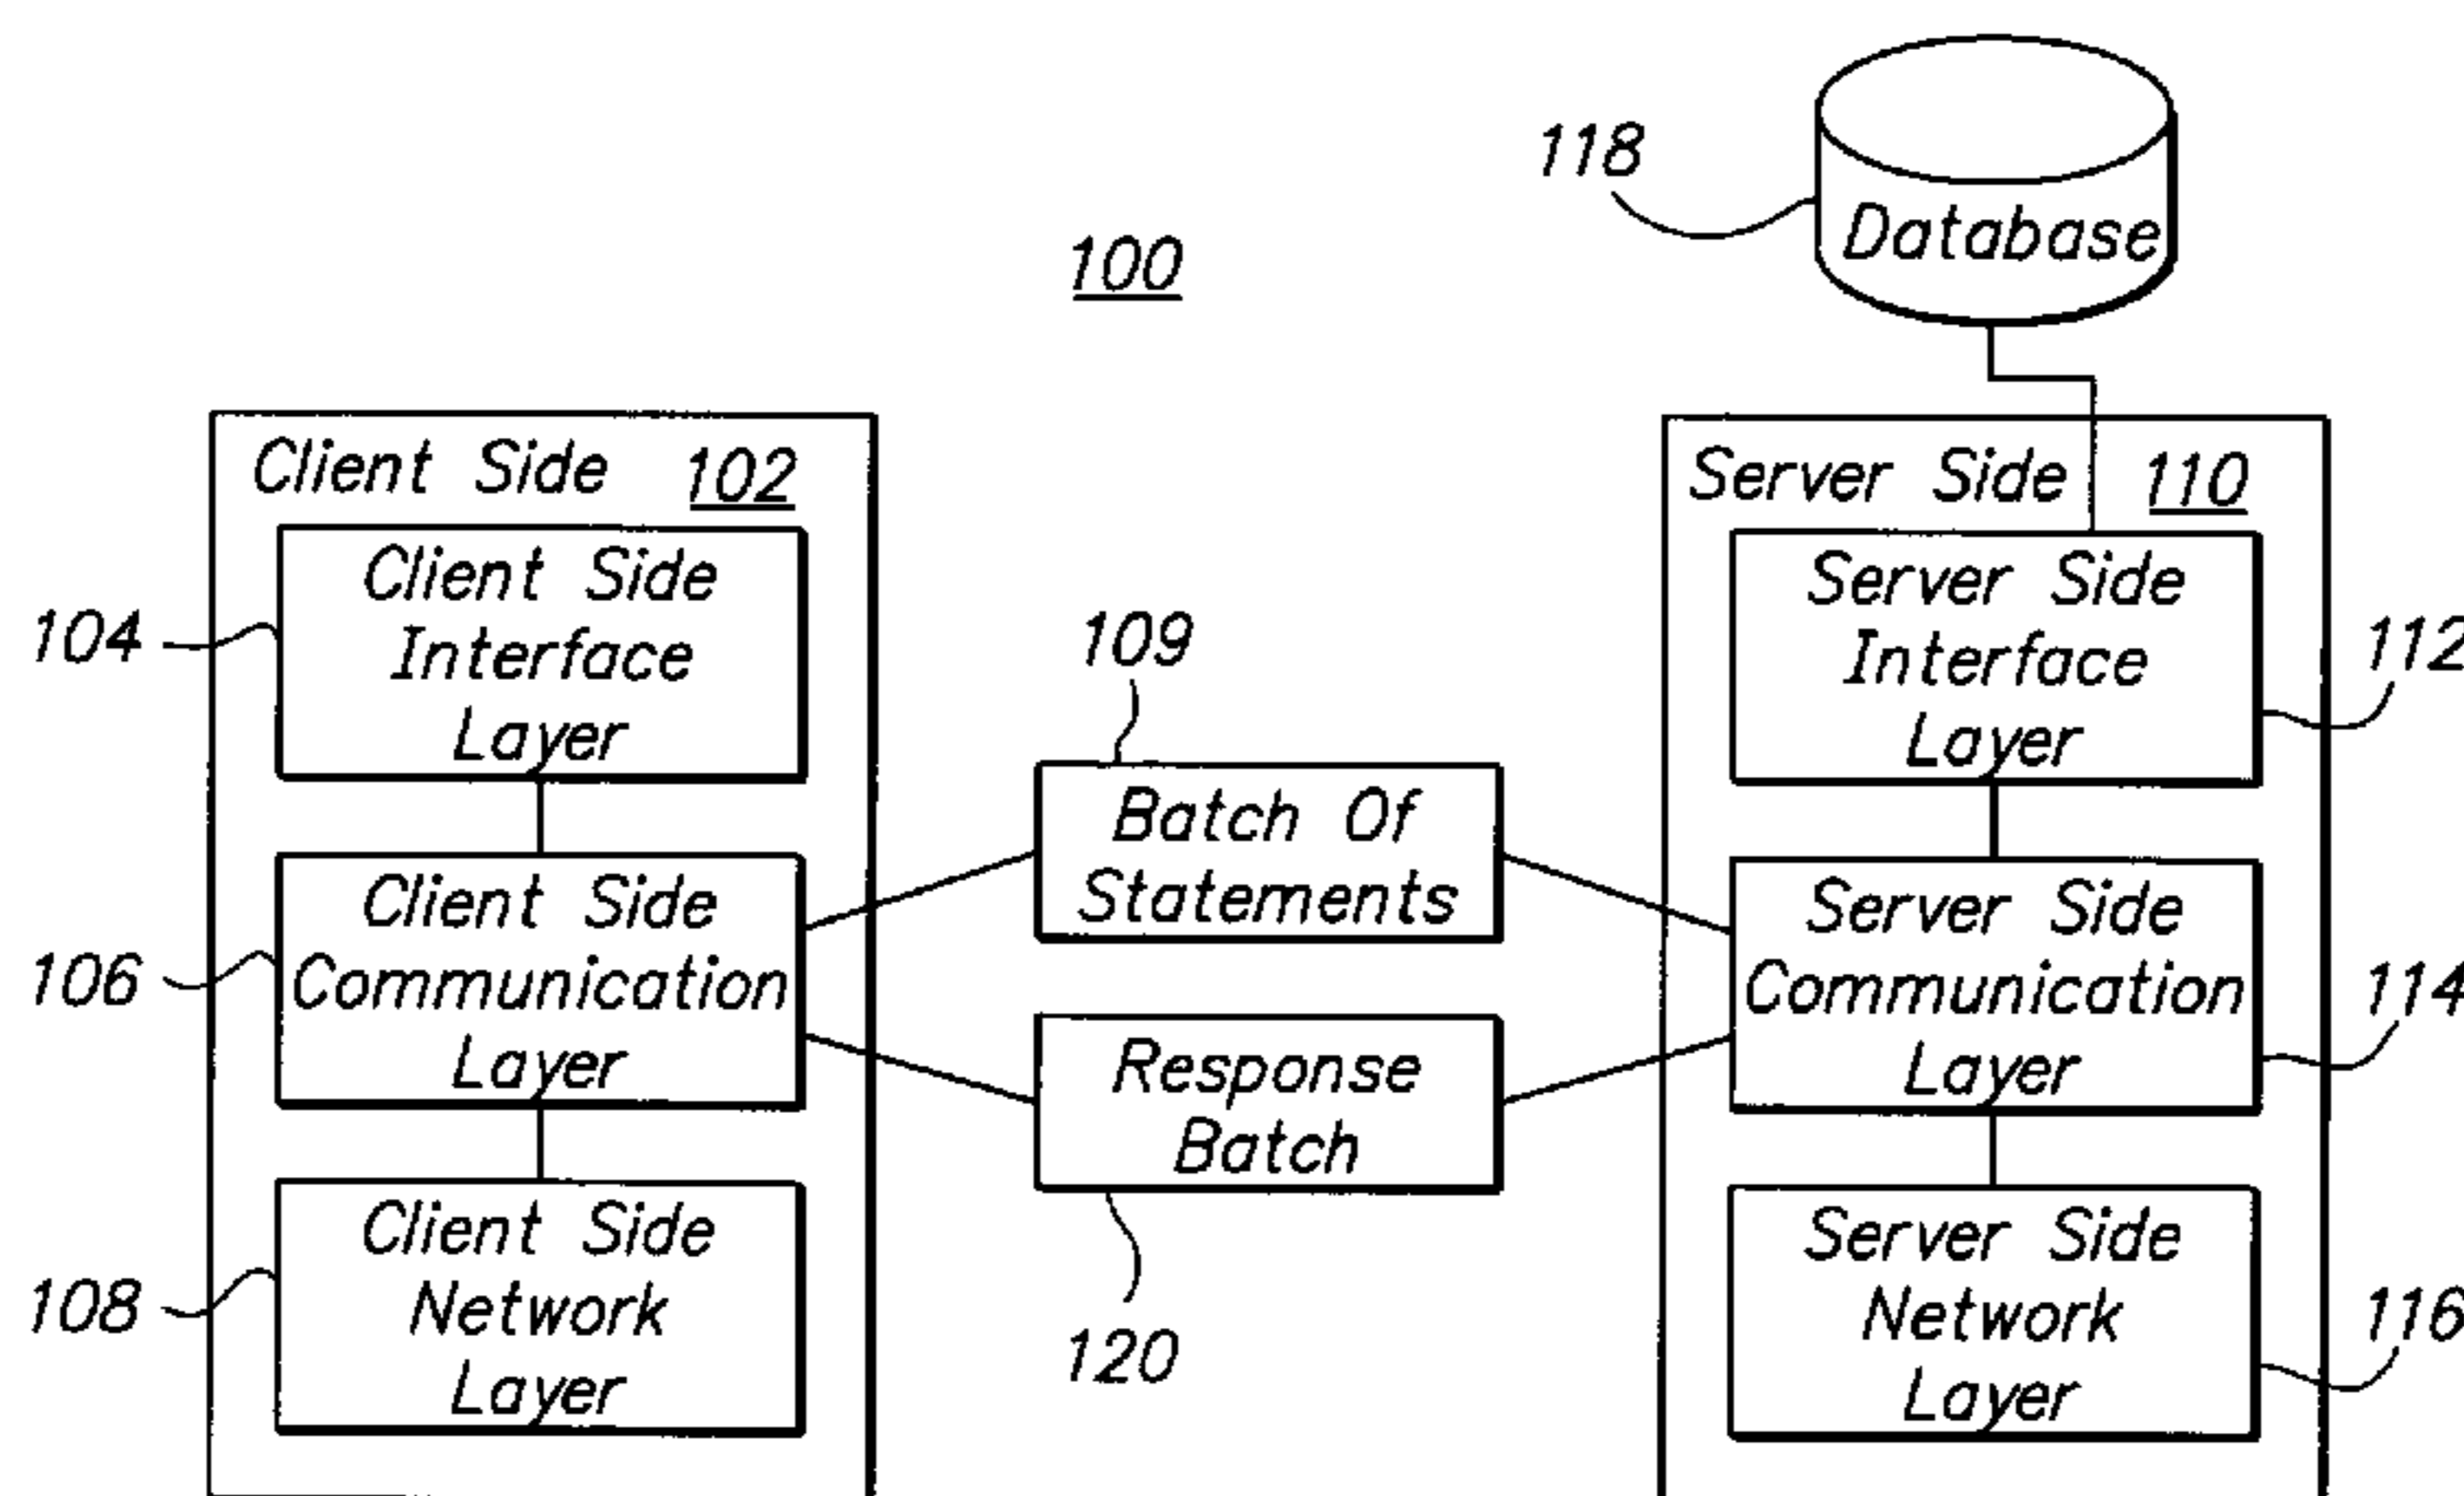 118
Database
100
Client Side 102
Server Side 110
104
Client Side
Interface
Layer
109
Server Side
Interface
Layer
112
Batch Of
Statements
106
Client Side
Communication
Layer
Server Side
Communication
Layer
114
Response
Batch
120
108
Client Side
Network
Layer
Server Side
Network
Layer
116